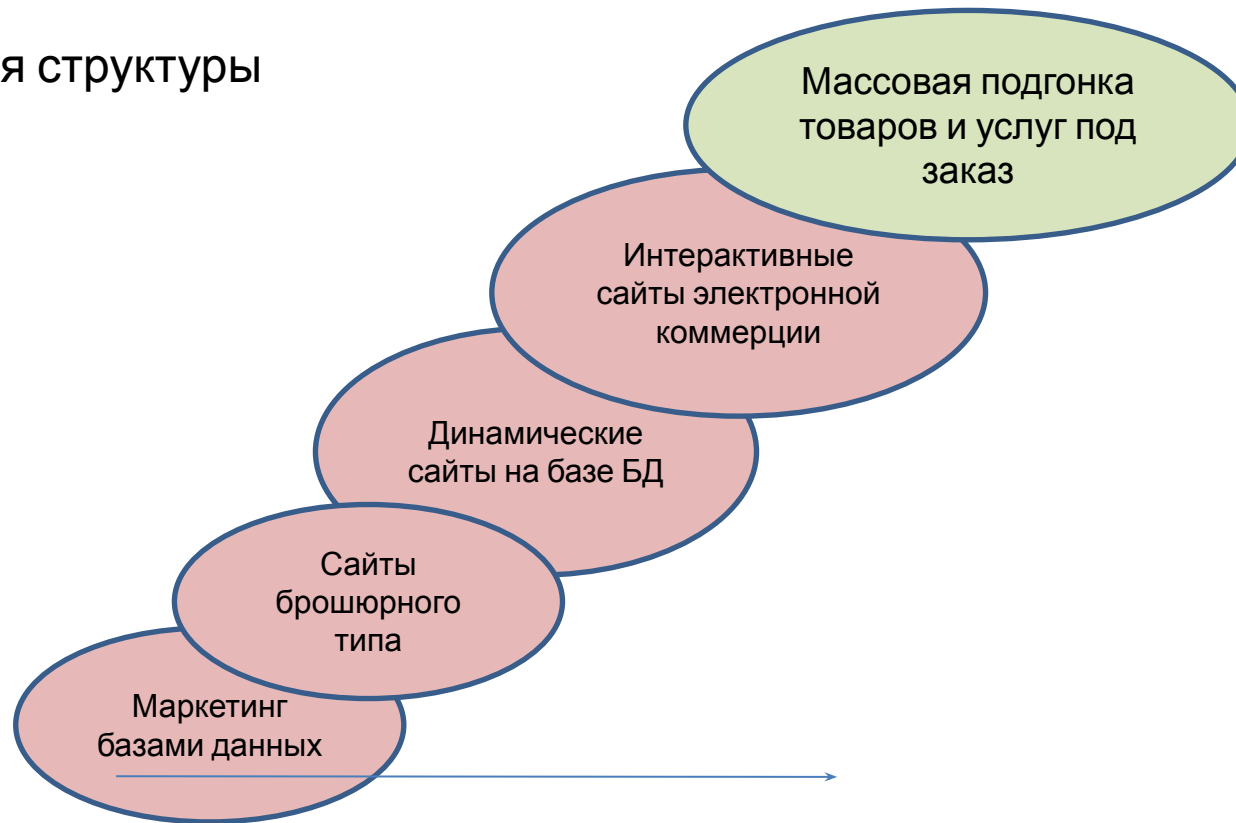 я структуры
Массовая подгонка
товаров и услуг под
заказ
Интерактивные
сайты электронной
коммерции
Динамические
сайты на базе БД
Сайты
брошюрного
типа
Маркетинг
базами данных